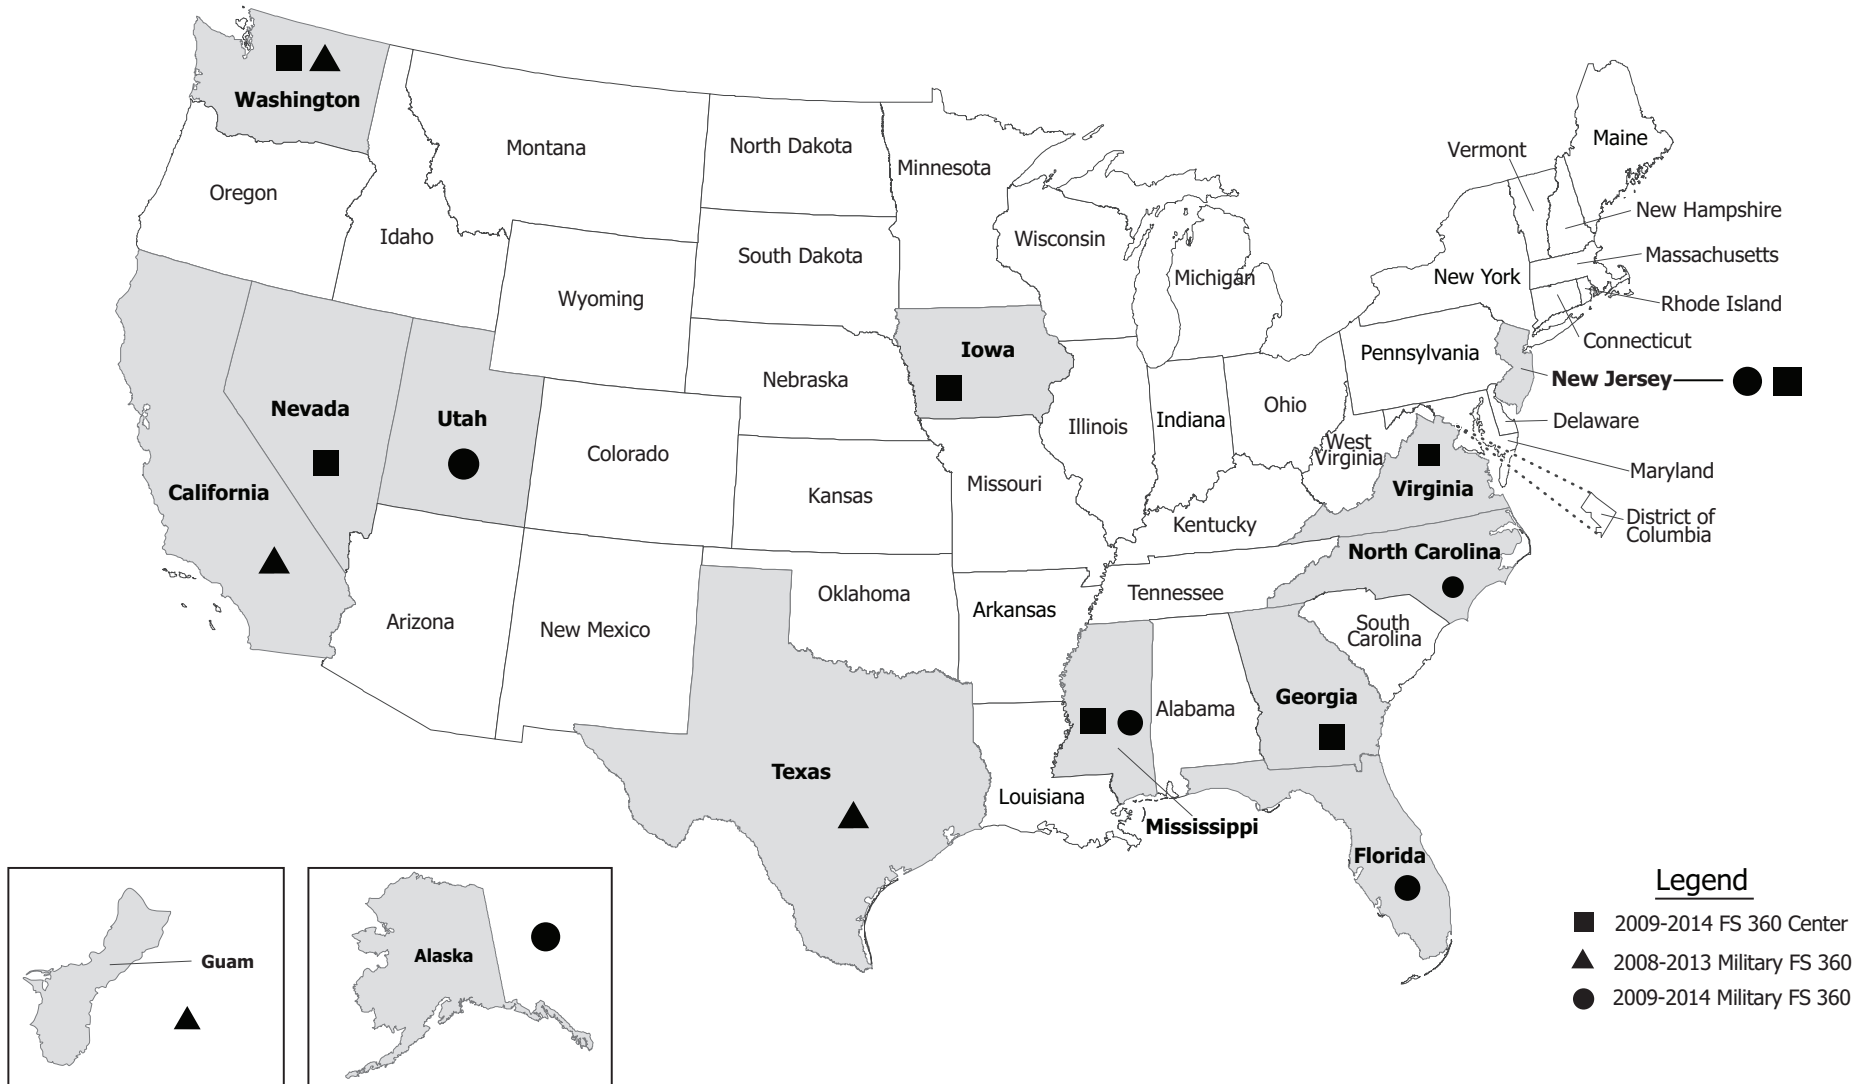 Washington
Montana
North Dakota
Minnesota
Vermont
Maine
Oregon
Idaho
New Hampshire
South Dakota
Wisconsin
Massachusetts
Michigan
New York
Wyoming
Rhode Island
Connecticut
Iowa
Pennsylvania
Nebraska
New Jersey
Nevada
Utah
Ohio
Indiana
Illinois
Delaware
Colorado
West
Virginia
Maryland
California
Missouri
Kansas
Virginia
District of
Columbia
Kentucky
North Carolina
Oklahoma
Tennessee
Arkansas
Arizona
New Mexico
South
Carolina
Georgia
Alabama
Texas
Louisiana
Mississippi
Florida
Guam
Alaska
Legend
2009-2014 FS 360 Center
2008-2013 Military FS 360
2009-2014 Military FS 360